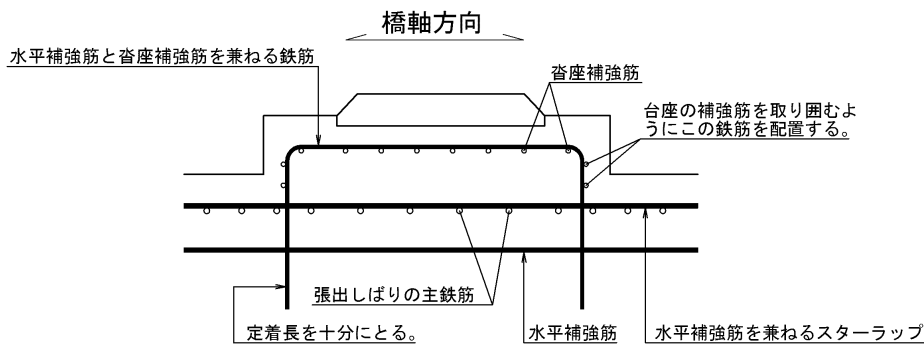 橋軸方向
水平補強筋と沓座補強筋を兼ねる鉄筋
沓座補強筋
台座の補強筋を取り囲むよ
うにこの鉄筋を配置する。
張出しばりの主鉄筋
定着長を十分にとる。
水平補強筋
水平補強筋を兼ねるスターラップ